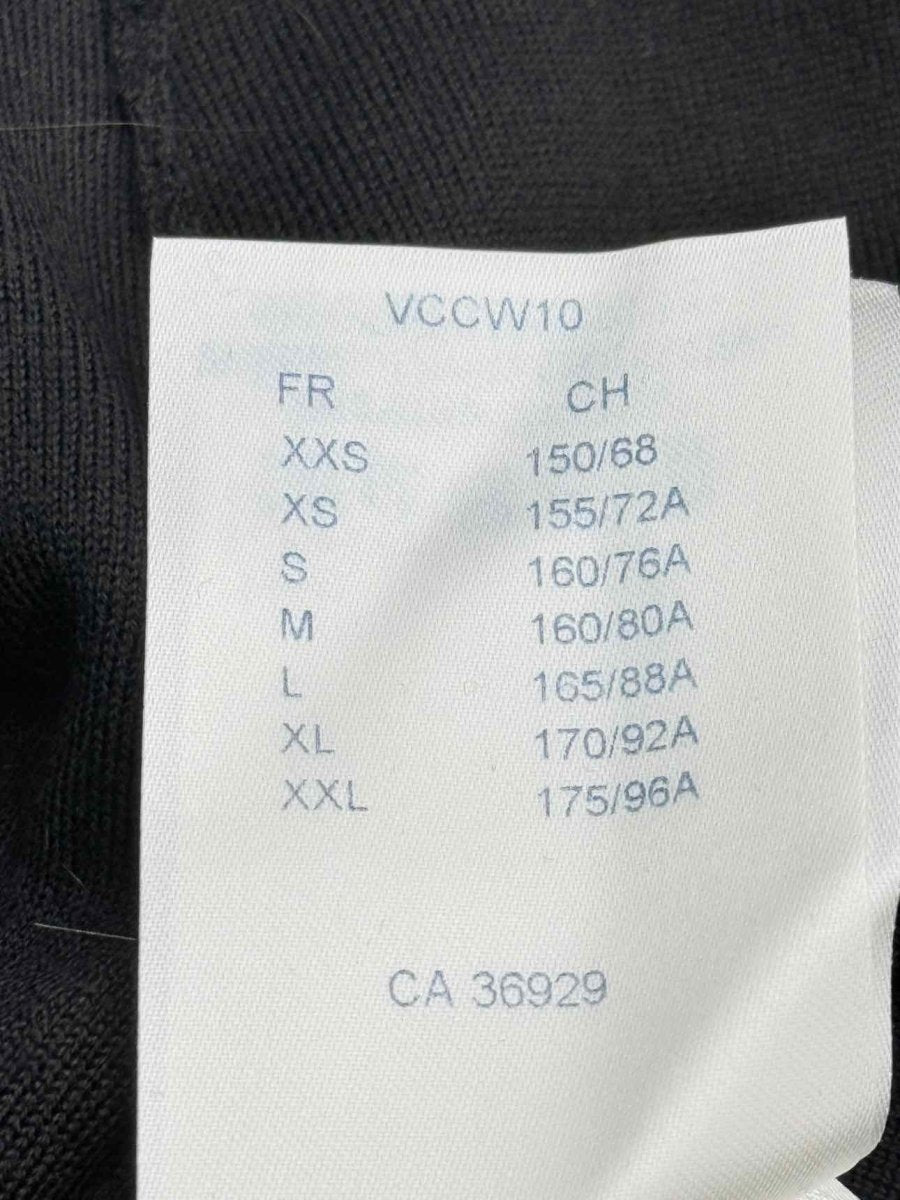 VCCW10
FR CH
XXS 150/68
XS 155/72A
S 160/76A
M 160/80A
L 165/88A
XL 170/92A
XXL 175/96A
CA 36929